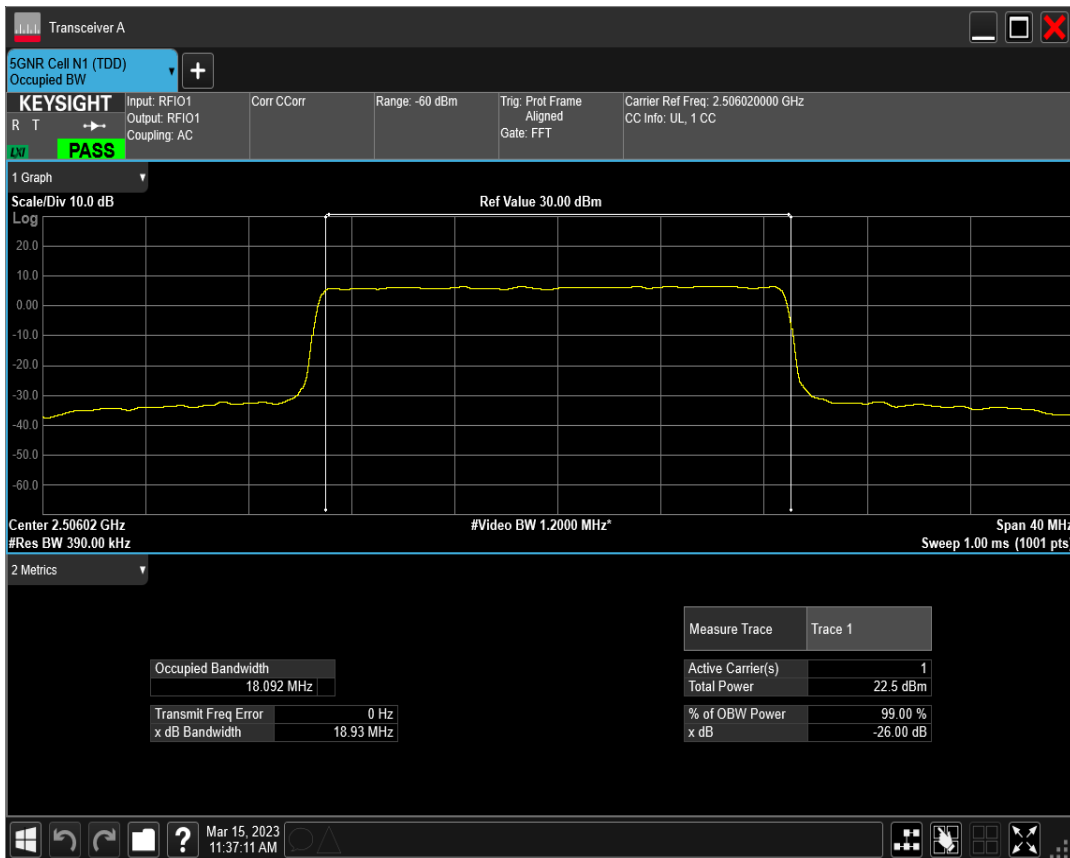 Transceiver A
5GNR Cell N1 (TDD)
Occupied BW
+
KEYSIGHT
R T
LXI
PASS
Input: RFIO1
Output: RFIO1
Coupling: AC
Corr CCorr
Range: -60 dBm
Trig: Prot Frame
Aligned
Gate: FFT
Carrier Ref Freq: 2.506020000 GHz
CC Info: UL, 1 CC
1 Graph
Scale/Div 10.0 dB
Ref Value 30.00 dBm
Log
20.0
10.0
0.00
-10.0
-20.0
-30.0
-40.0
-50.0
-60.0
Center 2.50602 GHz
#Video BW 1.2000 MHz*
Span 40 MHz
#Res BW 390.00 kHz
Sweep 1.00 ms (1001 pts)
2 Metrics
Measure Trace Trace 1
Occupied Bandwidth
18.092 MHz
Active Carrier(s) 1
Total Power 22.5 dBm
Transmit Freq Error 0 Hz
x dB Bandwidth 18.93 MHz
% of OBW Power 99.00 %
x dB -26.00 dB
?
Mar 15, 2023
11:37:11 AM